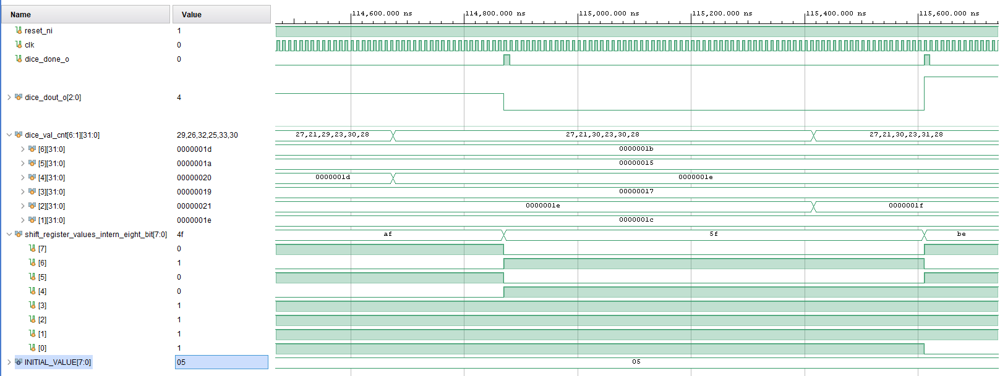 Name Value 114,600.000 ns 114,800.000 ns 115,000.000 ns 115,200.000 ns 115,400.000 ns 115,600.000 ns
reset_ni 1
clk 0
dice_done_o 0
dice_dout_o[2:0] 4
dice_val_cnt[6:1][31:0] 29,26,32,25,33,30 27,21,29,23,30,28 27,21,30,23,30,28 27,21,30,23,31,28
[6][31:0] 0000001d 0000001b
[5][31:0] 0000001a 00000015
[4][31:0] 00000020 0000001d 0000001e
[3][31:0] 00000019 00000017
[2][31:0] 00000021 0000001e 0000001f
[1][31:0] 0000001e 0000001c
shift_register_values_intern_eight_bit[7:0] 4f af 5f be
[7] 0
[6] 1
[5] 0
[4] 0
[3] 1
[2] 1
[1] 1
[0] 1
INITIAL_VALUE[7:0] 05 05